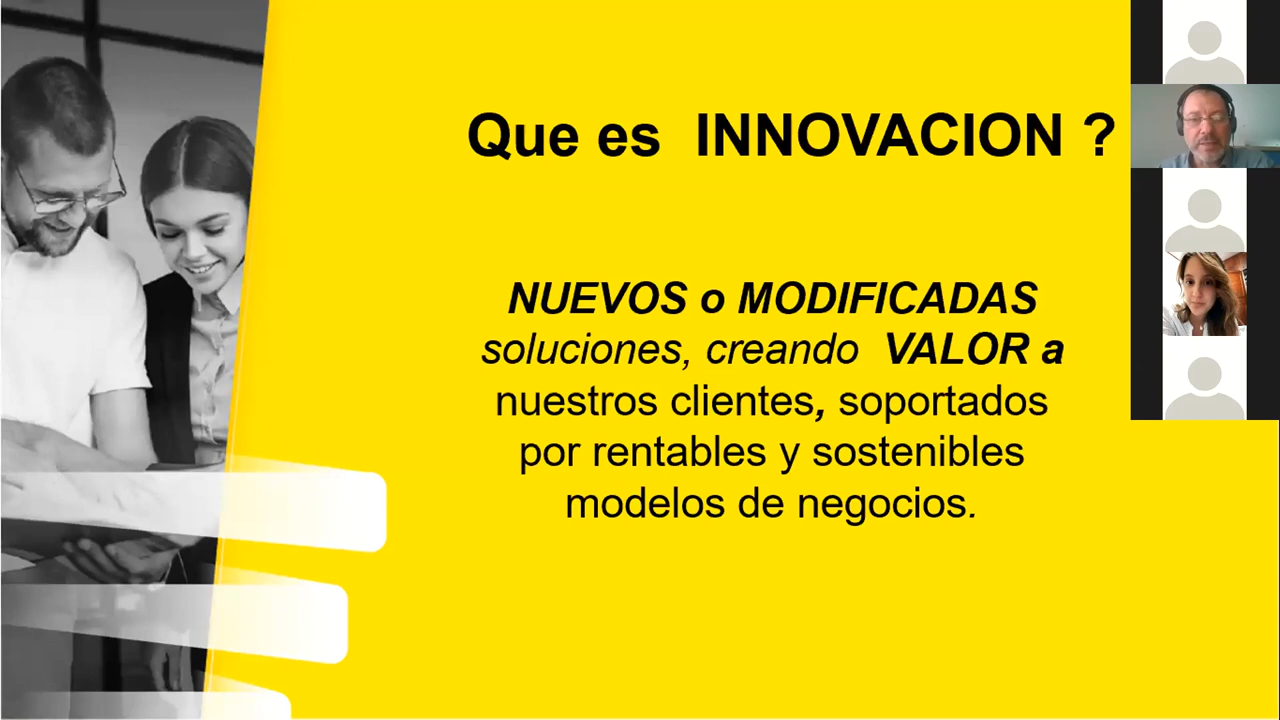 Que es INNOVACION ?
NUEVOS o MODIFICADAS
soluciones, creando VALOR a
nuestros clientes, soportados
por rentables y sostenibles
modelos de negocios.